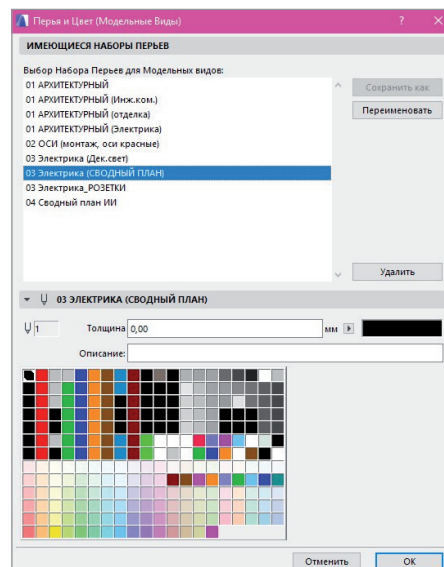 Перья и Цвет (Модельные Виды)
ИМЕЮЩИЕСЯ НАБОРЫ ПЕРЬЕВ
Выбор Набора Перьев для Модельных видов:
01 АРХИТЕКТУРНЫЙ
01 АРХИТЕКТУРНЫЙ (Инж.ком.)
01 АРХИТЕКТУРНЫЙ (отделка)
01 АРХИТЕКТУРНЫЙ (Электрика)
02 ОСИ (монтаж, оси красные)
03 Электрика (Дек.свет)
03 Электрика (СВОДНЫЙ ПЛАН)
03 Электрика_РОЗЕТКИ
04 Сводный план ИИ
Сохранить как
Переименовать
Удалить
03 ЭЛЕКТРИКА (СВОДНЫЙ ПЛАН)
1 Толщина 0,00 мм
Описание:
Отменить OK